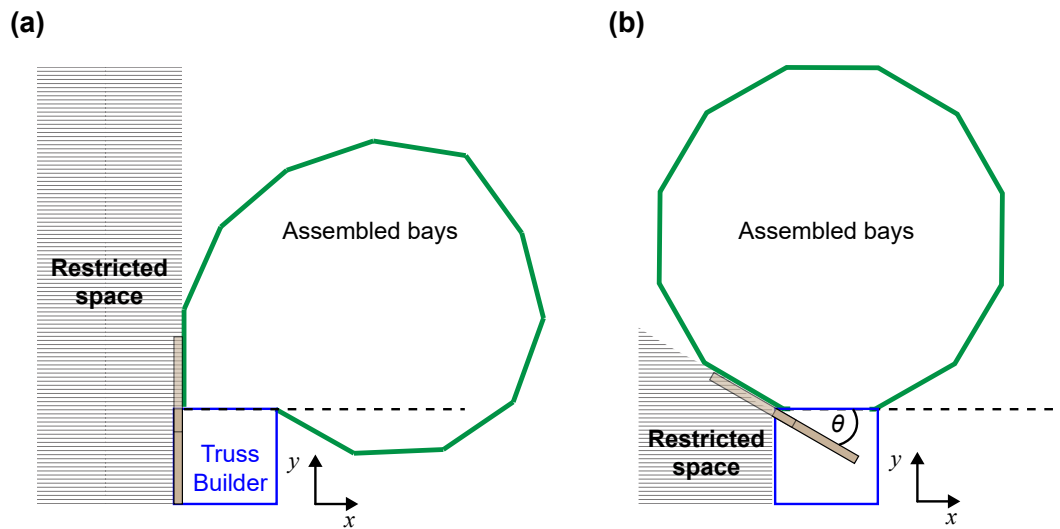 (a)
Assembled bays
Restricted
space
Truss
Builder
y
x
(b)
Assembled bays
Restricted
space
θ
y
x